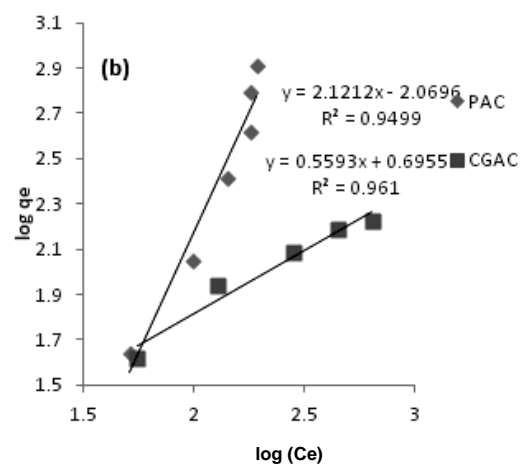 3.1
2.9
(b)
y = 2.1212x - 2.0696
PAC
2.7
R² = 0.9499
2.5
y = 0.5593x + 0.6955
CGAC
log qe
2.3
R² = 0.961
2.1
1.9
1.7
1.5
1.5 2 2.5 3
log (Ce)